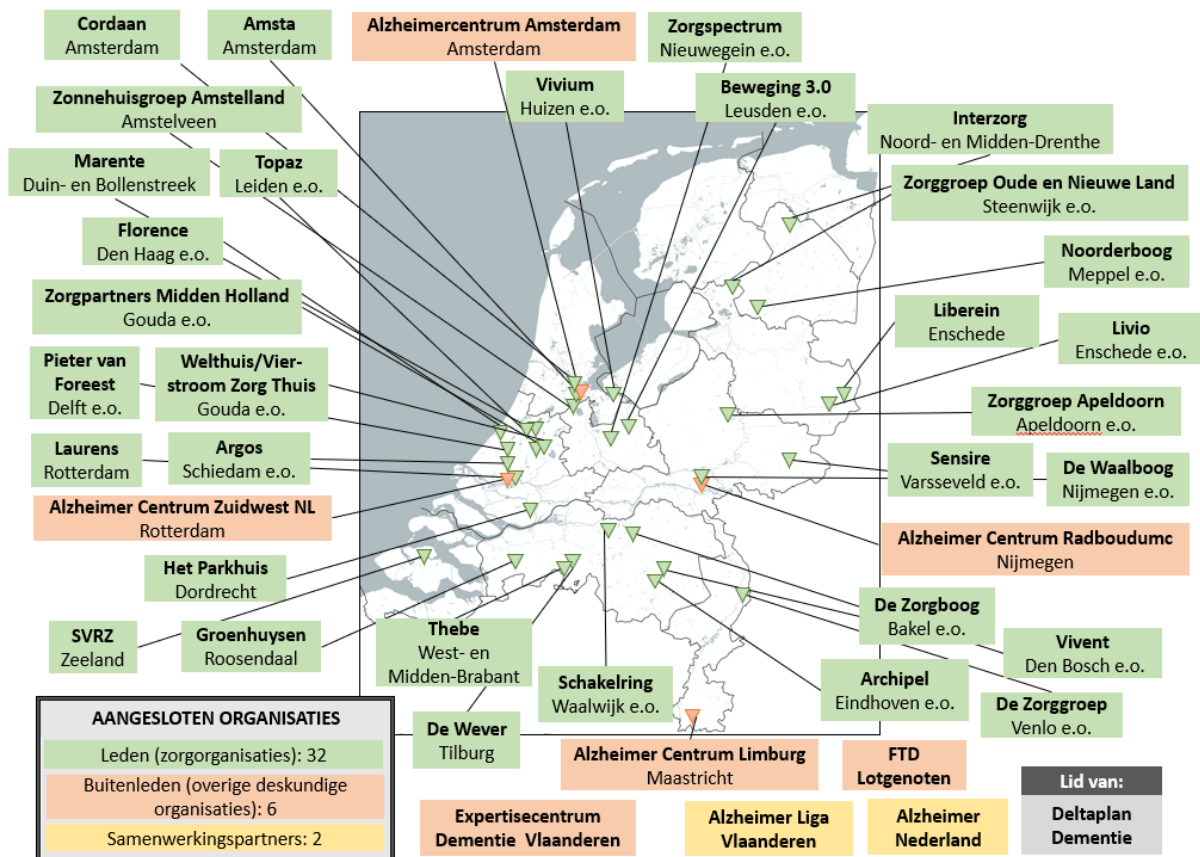 Cordaan
Amsterdam
Amsta
Amsterdam
Alzheimercentrum Amsterdam
Amsterdam
Zorgspectrum
Nieuwegein e.o.
Vivium
Huizen e.o.
Beweging 3.0
Leusden e.o.
Zonnehuisgroep Amstelland
Amstelveen
Interzorg
Noord- en Midden-Drenthe
Marente
Duin- en Bollenstreek
Topaz
Leiden e.o.
Zorggroep Oude en Nieuwe Land
Steenwijk e.o.
Florence
Den Haag e.o.
Noorderboog
Meppel e.o.
Zorgpartners Midden Holland
Gouda e.o.
Liberein
Enschede
Livio
Enschede e.o.
Pieter van
Foreest
Delft e.o.
Welthuis/Vier-
stroom Zorg Thuis
Gouda e.o.
Zorggroep Apeldoorn
Apeldoorn e.o.
Laurens
Rotterdam
Argos
Schiedam e.o.
Sensire
Varsseveld e.o.
De Waalboog
Nijmegen e.o.
Alzheimer Centrum Zuidwest NL
Rotterdam
Alzheimer Centrum Radboudumc
Nijmegen
Het Parkhuis
Dordrecht
De Zorgboog
Bakel e.o.
SVRZ
Zeeland
Groenhuysen
Roosendaal
Thebe
West- en
Midden-Brabant
Vivent
Den Bosch e.o.
Schakelring
Waalwijk e.o.
Archipel
Eindhoven e.o.
De Zorggroep
Venlo e.o.
De Wever
Tilburg
AANGESLOTEN ORGANISATIES
Leden (zorgorganisaties): 32
Buitenleden (overige deskundige
organisaties): 6
Samenwerkingspartners: 2
Alzheimer Centrum Limburg
Maastricht
FTD
Lotgenoten
Expertisecentrum
Dementie Vlaanderen
Alzheimer Liga
Vlaanderen
Alzheimer
Nederland
Lid van:
Deltaplan
Dementie